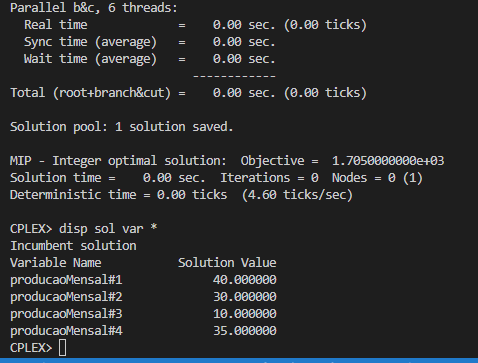 Parallel b&c, 6 threads:
  Real time             =    0.00 sec. (0.00 ticks)
  Sync time (average)   =    0.00 sec.
  Wait time (average)   =    0.00 sec.
                          ------------
Total (root+branch&cut) =    0.00 sec. (0.00 ticks)
Solution pool: 1 solution saved.
MIP - Integer optimal solution:  Objective =  1.7050000000e+03
Solution time =    0.00 sec.  Iterations = 0  Nodes = 0 (1)
Deterministic time = 0.00 ticks  (4.60 ticks/sec)
CPLEX> disp sol var *
Incumbent solution
Variable Name           Solution Value
producaoMensal#1             40.000000
producaoMensal#2             30.000000
producaoMensal#3             10.000000
producaoMensal#4             35.000000
CPLEX>